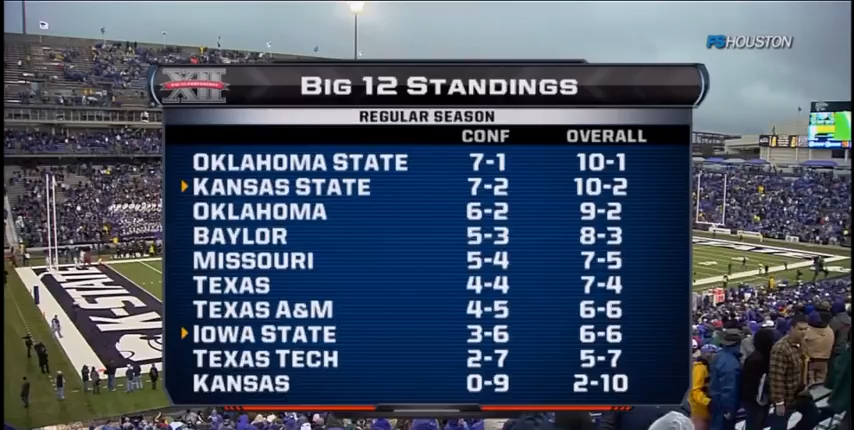 FS HOUSTON
XII
BIG 12 STANDINGS
REGULAR SEASON
CONF OVERALL
OKLAHOMA STATE 7-1 10-1
KANSAS STATE 7-2 10-2
OKLAHOMA 6-2 9-2
BAYLOR 5-3 8-3
MISSOURI 5-4 7-5
TEXAS 4-4 7-4
TEXAS A&M 4-5 6-6
IOWA STATE 3-6 6-6
TEXAS TECH 2-7 5-7
KANSAS 0-9 2-10
K-STATE